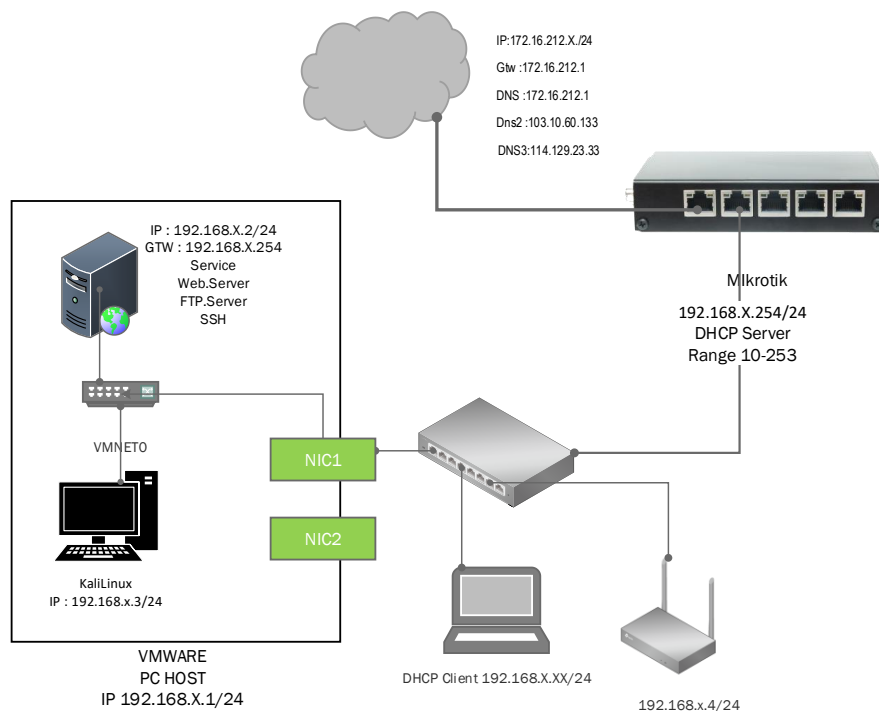 IP:172.16.212.X./24
Gtw :172.16.212.1
DNS :172.16.212.1
Dns2 :103.10.60.133
DNS3:114.129.23.33
IP : 192.168.X.2/24
GTW : 192.168.X.254
Service
Web.Server
FTP.Server
SSH
MIkrotik
192.168.X.254/24
DHCP Server
Range 10-253
VMNET0
NIC1
NIC2
KaliLinux
IP : 192.168.x.3/24
VMWARE
PC HOST
IP 192.168.X.1/24
DHCP Client 192.168.X.XX/24
192.168.x.4/24